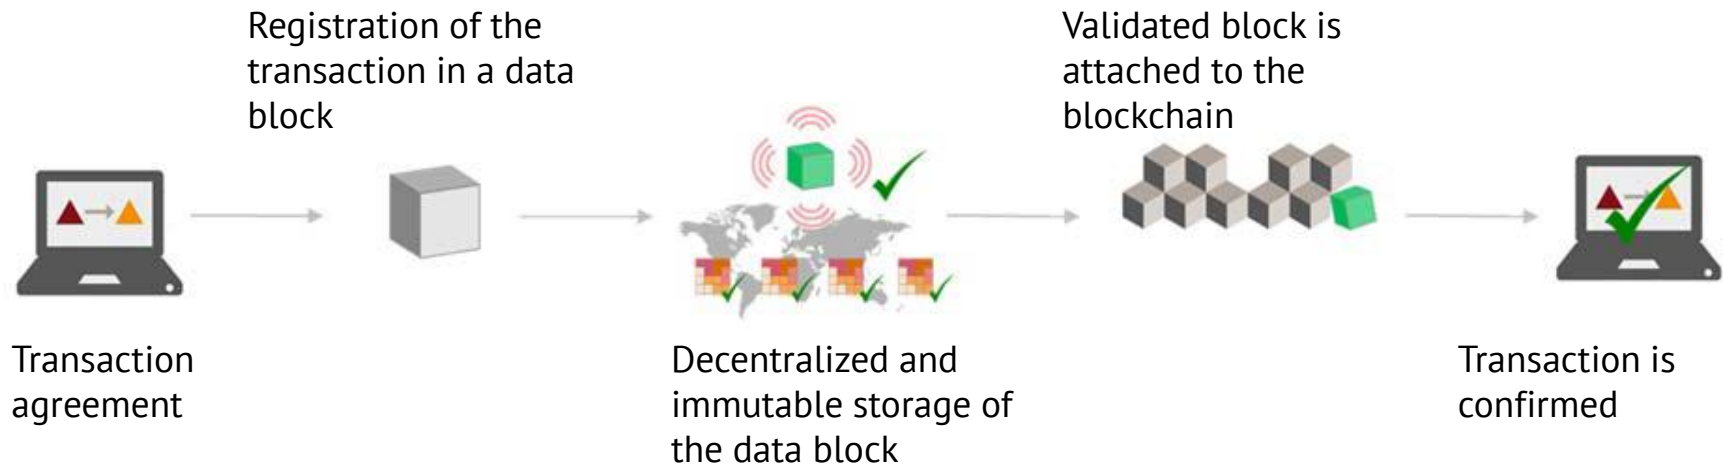 Transaction
agreement
Registration of the
transaction in a data
block
Decentralized and
immutable storage of
the data block
Validated block is
attached to the
blockchain
Transaction is
confirmed